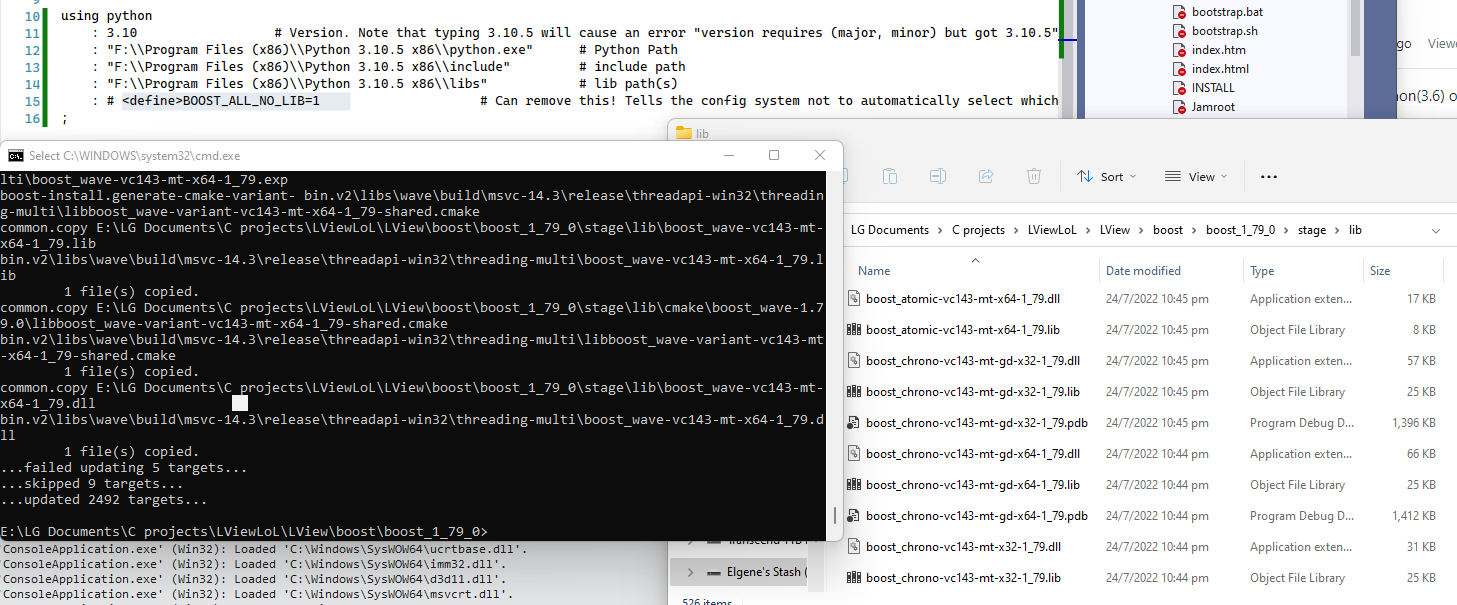 9
10 using python
11 : 3.10 # Version. Note that typing 3.10.5 will cause an error "version requires (major, minor) but got 3.10.5"
12 : "F:\\Program Files (x86)\\Python 3.10.5 x86\\python.exe" # Python Path
13 : "F:\\Program Files (x86)\\Python 3.10.5 x86\\include" # include path
14 : "F:\\Program Files (x86)\\Python 3.10.5 x86\\libs" # lib path(s)
15 : # <define>BOOST_ALL_NO_LIB=1 # Can remove this! Tells the config system not to automatically select which
16 ;
bootstrap.bat
bootstrap.sh
index.htm
index.html
INSTALL
Jamroot
go View
on(3.6) o
Select C:\WINDOWS\system32\cmd.exe
lti\boost_wave-vc143-mt-x64-1_79.exp
boost-install.generate-cmake-variant- bin.v2\libs\wave\build\msvc-14.3\release\threadapi-win32\threadin
g-multi\libboost_wave-variant-vc143-mt-x64-1_79-shared.cmake
common.copy E:\LG Documents\C projects\LViewLoL\LView\boost\boost_1_79_0\stage\lib\boost_wave-vc143-mt-
x64-1_79.lib
bin.v2\libs\wave\build\msvc-14.3\release\threadapi-win32\threading-multi\boost_wave-vc143-mt-x64-1_79.l
ib
1 file(s) copied.
common.copy E:\LG Documents\C projects\LViewLoL\LView\boost\boost_1_79_0\stage\lib\cmake\boost_wave-1.7
9.0\libboost_wave-variant-vc143-mt-x64-1_79-shared.cmake
bin.v2\libs\wave\build\msvc-14.3\release\threadapi-win32\threading-multi\libboost_wave-variant-vc143-mt
-x64-1_79-shared.cmake
1 file(s) copied.
common.copy E:\LG Documents\C projects\LViewLoL\LView\boost\boost_1_79_0\stage\lib\boost_wave-vc143-mt-
x64-1_79.dll
bin.v2\libs\wave\build\msvc-14.3\release\threadapi-win32\threading-multi\boost_wave-vc143-mt-x64-1_79.d
ll
1 file(s) copied.
...failed updating 5 targets...
...skipped 9 targets...
...updated 2492 targets...
E:\LG Documents\C projects\LViewLoL\LView\boost\boost_1_79_0>
'ConsoleApplication.exe' (Win32): Loaded 'C:\Windows\SysWOW64\ucrtbase.dll'.
'ConsoleApplication.exe' (Win32): Loaded 'C:\Windows\SysWOW64\imm32.dll'.
'ConsoleApplication.exe' (Win32): Loaded 'C:\Windows\SysWOW64\d3d11.dll'.
'ConsoleApplication.exe' (Win32): Loaded 'C:\Windows\SysWOW64\msvcrt.dll'.
lib
Sort View
LG Documents > C projects > LViewLoL > LView > boost > boost_1_79_0 > stage > lib
Name Date modified Type Size
boost_atomic-vc143-mt-x64-1_79.dll 24/7/2022 10:45 pm Application exten... 17 KB
boost_atomic-vc143-mt-x64-1_79.lib 24/7/2022 10:45 pm Object File Library 8 KB
boost_chrono-vc143-mt-gd-x32-1_79.dll 24/7/2022 10:45 pm Application exten... 57 KB
boost_chrono-vc143-mt-gd-x32-1_79.lib 24/7/2022 10:45 pm Object File Library 25 KB
boost_chrono-vc143-mt-gd-x32-1_79.pdb 24/7/2022 10:45 pm Program Debug D... 1,396 KB
boost_chrono-vc143-mt-gd-x64-1_79.dll 24/7/2022 10:44 pm Application exten... 66 KB
boost_chrono-vc143-mt-gd-x64-1_79.lib 24/7/2022 10:44 pm Object File Library 25 KB
boost_chrono-vc143-mt-gd-x64-1_79.pdb 24/7/2022 10:44 pm Program Debug D... 1,412 KB
boost_chrono-vc143-mt-x32-1_79.dll 24/7/2022 10:45 pm Application exten... 31 KB
boost_chrono-vc143-mt-x32-1_79.lib 24/7/2022 10:45 pm Object File Library 25 KB
Elgene's Stash (
526 items